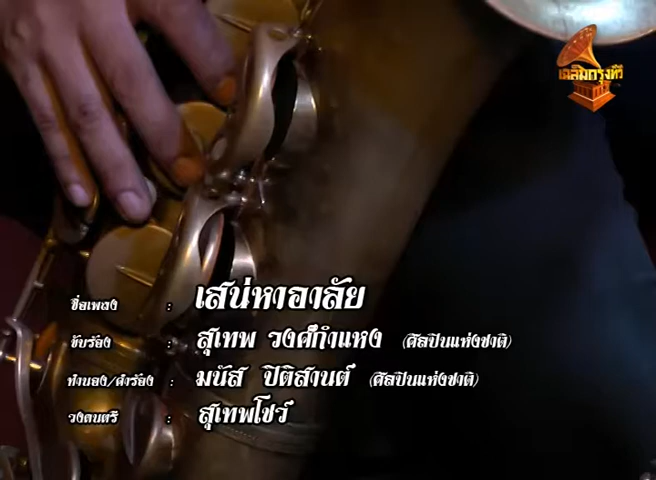 เฉลิมกรุงทีวี
ชื่อเพลง : เสน่หาอาลัย
ขับร้อง : สุเทพ วงศ์กำแหง (ศิลปินแห่งชาติ)
ทำนอง/คำร้อง : มนัส ปิติสานต์ (ศิลปินแห่งชาติ)
วงดนตรี : สุเทพโชว์